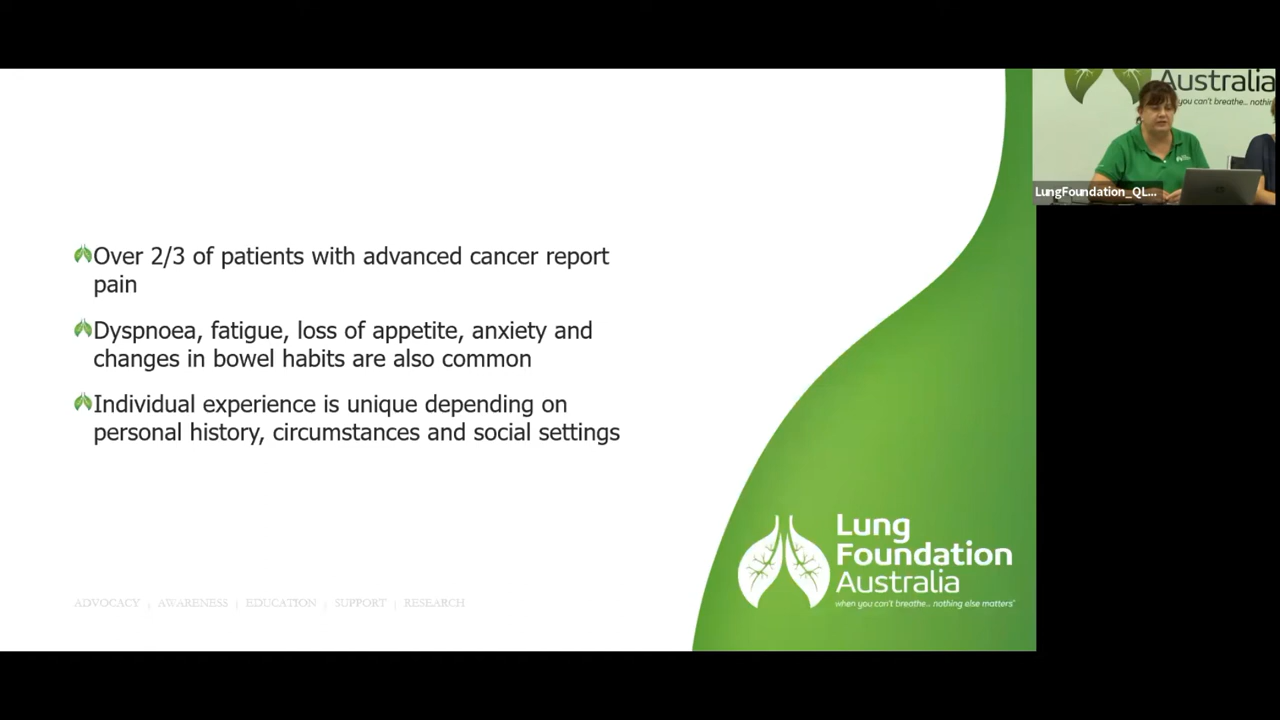 Over 2/3 of patients with advanced cancer report
pain
Dyspnoea, fatigue, loss of appetite, anxiety and
changes in bowel habits are also common
Individual experience is unique depending on
personal history, circumstances and social settings
ADVOCACY | AWARENESS | EDUCATION | SUPPORT | RESEARCH
Lung
Foundation
Australia
when you can't breathe... nothing else matters"
Australia
you can't breathe... nothin
LungFoundation_QL...